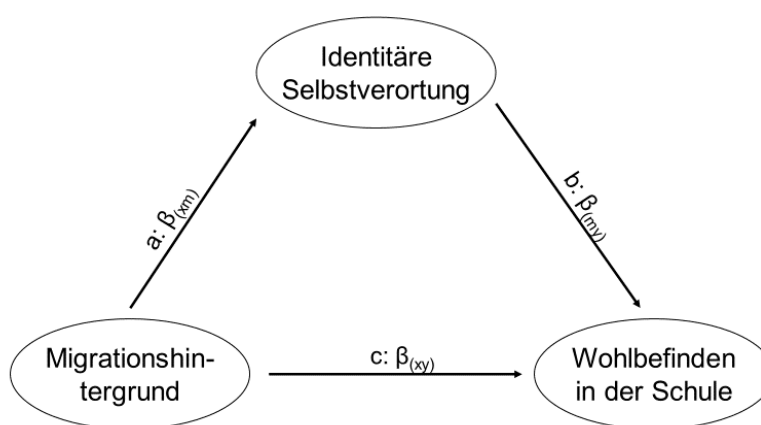 Identitäre
Selbstverortung
a: β(xm)
b: β(my)
Migrationshin-
tergrund
c: β(xy)
Wohlbefinden
in der Schule